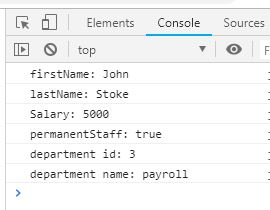 Elements Console Sources
top
firstName: John
lastName: Stoke
Salary: 5000
permanentStaff: true
department id: 3
department name: payroll